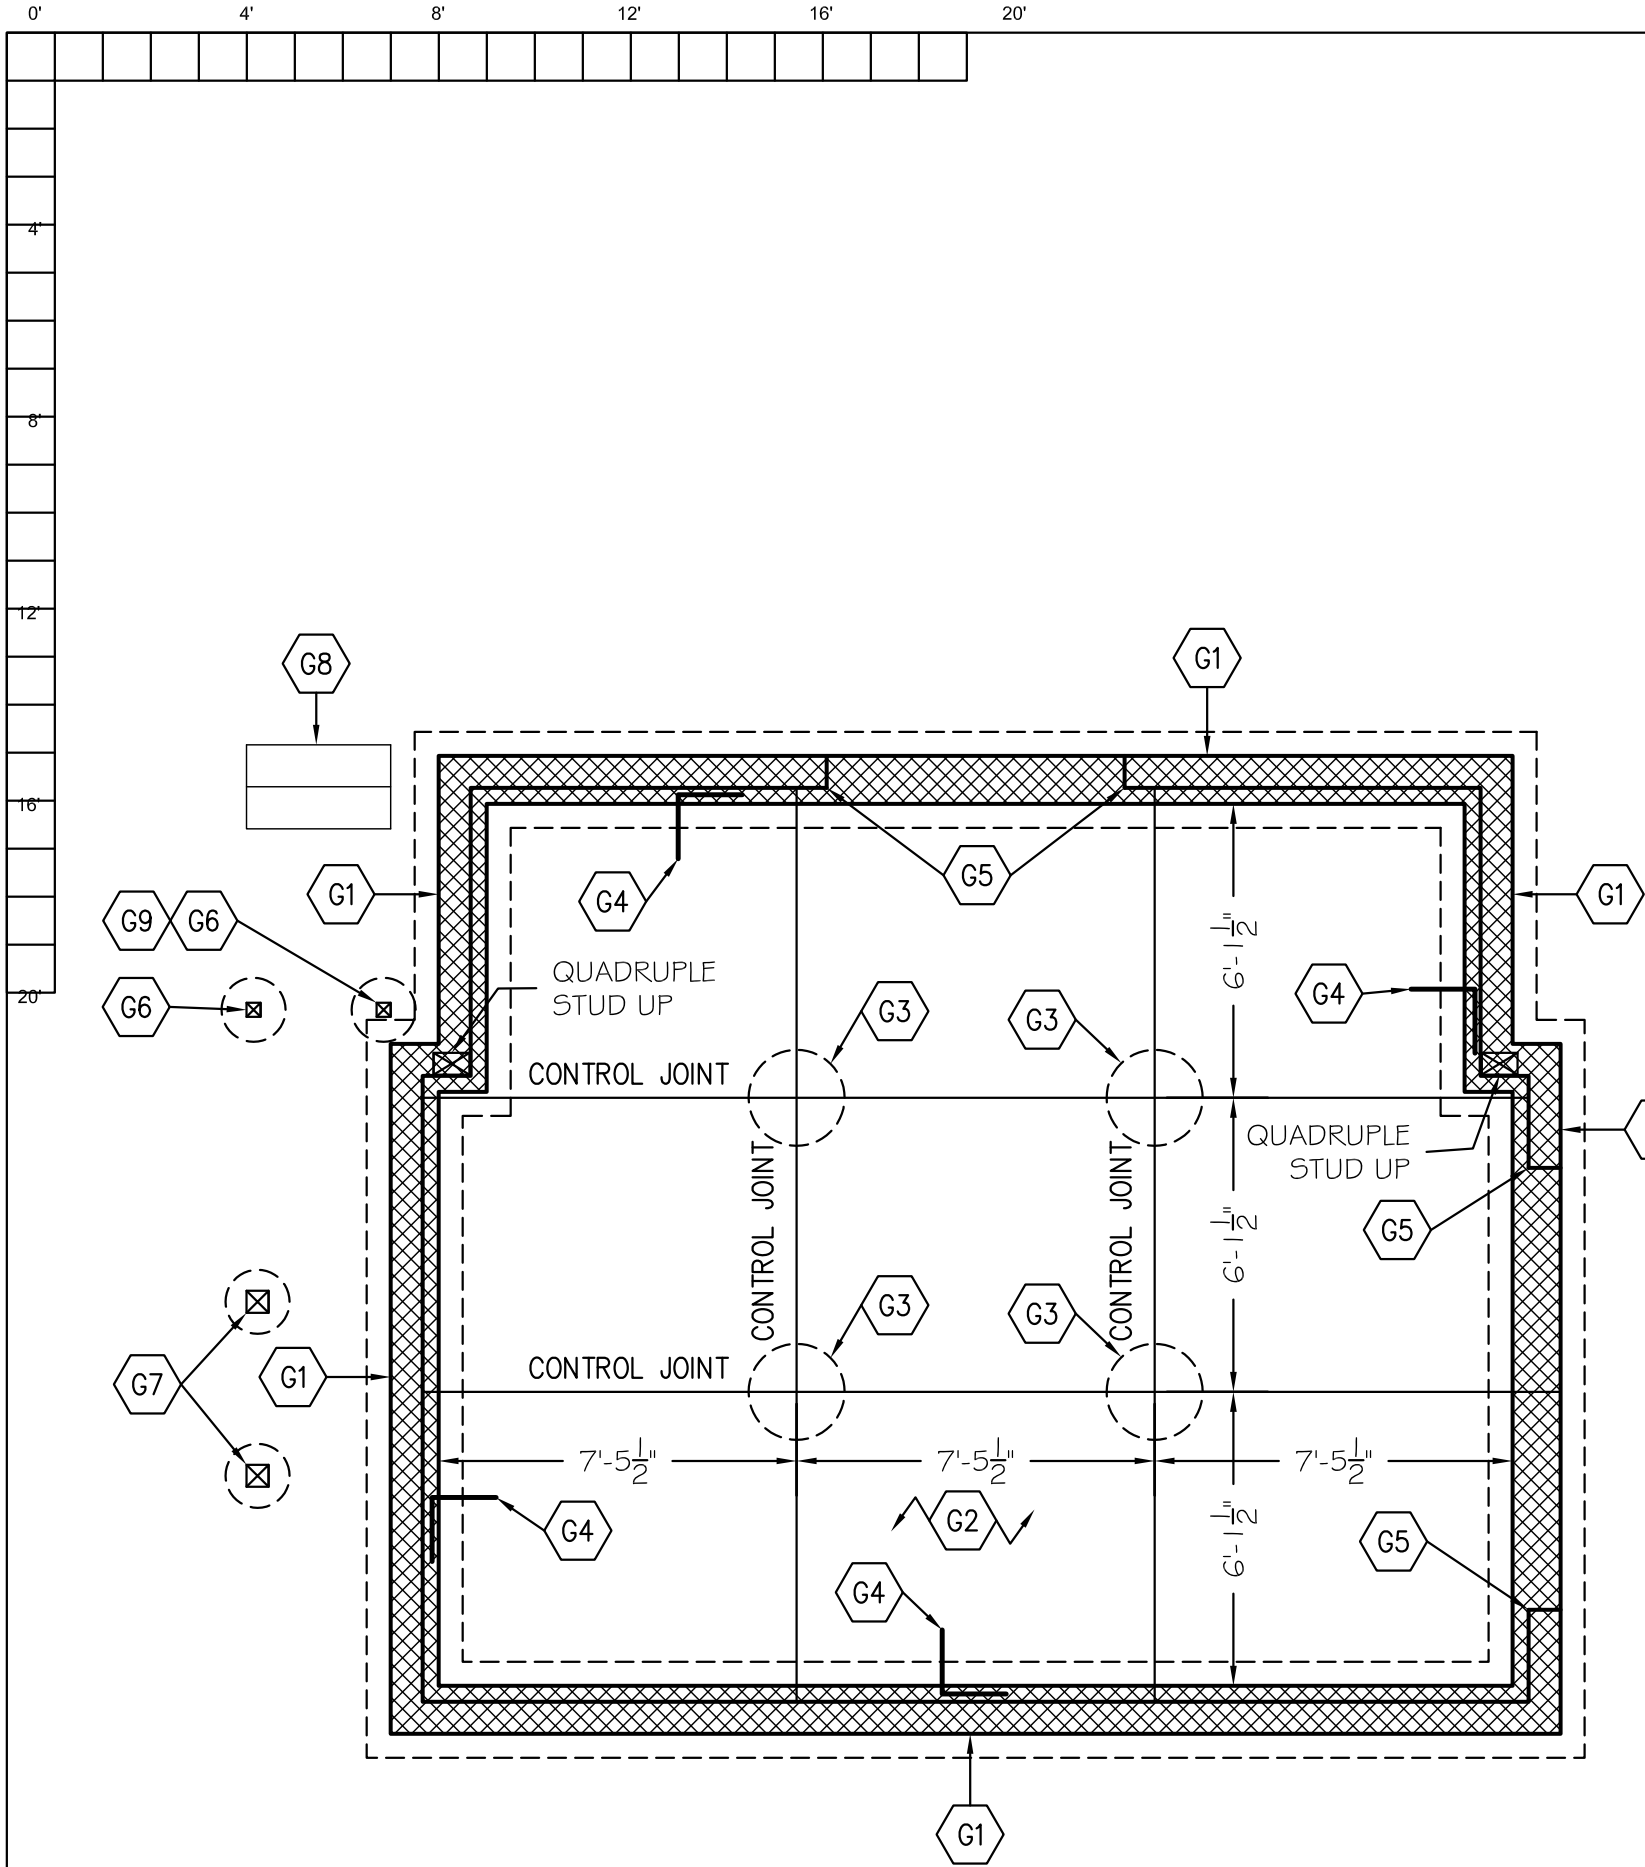 0'
4'
8'
12'
16'
20'
4'
8'
12'
16'
20'
G8
G1
G1
G4
G5
G1
G9
G6
G6
QUADRUPLE
STUD UP
6'-1 1/2"
G4
G3
G3
CONTROL JOINT
QUADRUPLE
STUD UP
CONTROL JOINT
CONTROL JOINT
6'-1 1/2"
G5
G3
G3
CONTROL JOINT
G7
G1
7'-5 1/2"
7'-5 1/2"
7'-5 1/2"
G4
G2
6'-1 1/2"
G5
G4
G1